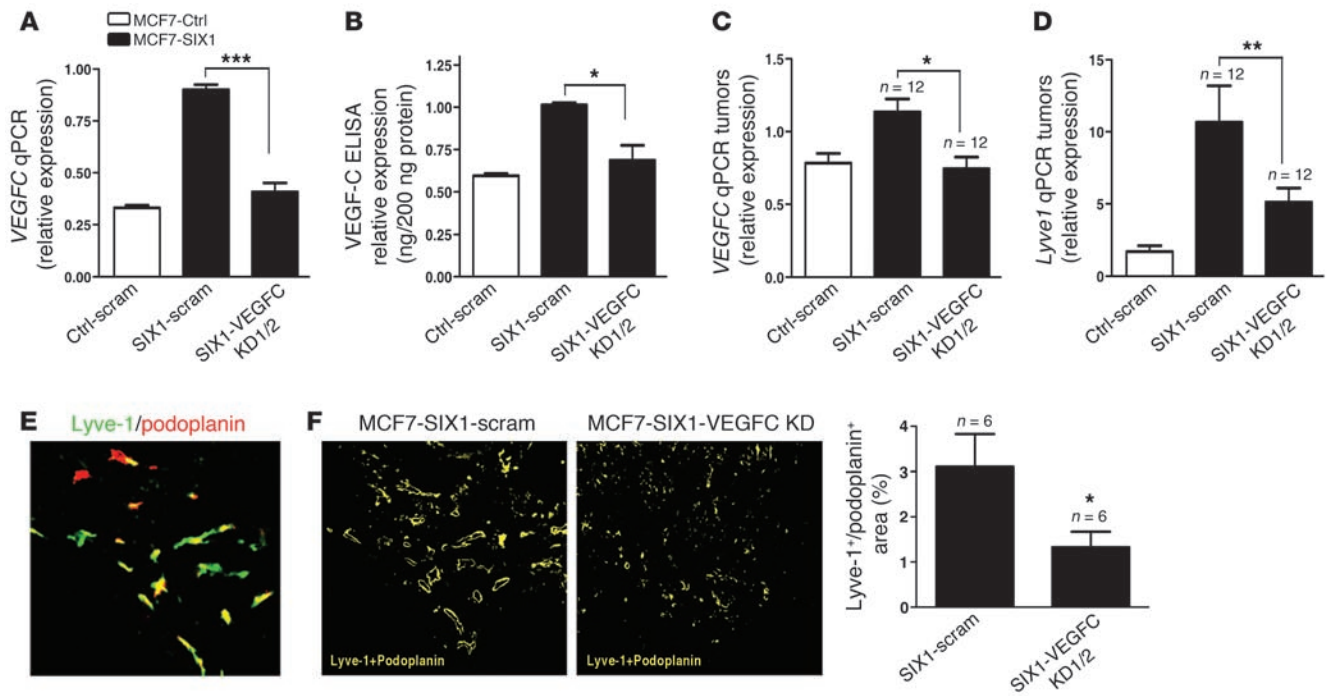 A
MCF7-Ctrl
MCF7-SIX1
VEGFC qPCR
(relative expression)
1.00
0.75
0.50
0.25
0.00
***
Ctrl-scram
SIX1-scram
SIX1-VEGFC
KD1/2
B
VEGF-C ELISA
relative expression
(ng/200 ng protein)
1.25
1.00
0.75
0.50
0.25
0.00
*
Ctrl-scram
SIX1-scram
SIX1-VEGFC
KD1/2
C
VEGFC qPCR tumors
(relative expression)
1.5
1.0
0.5
0.0
*
n = 12
n = 12
Ctrl-scram
SIX1-scram
SIX1-VEGFC
KD1/2
D
Lyve1 qPCR tumors
(relative expression)
15
10
5
0
**
n = 12
n = 12
Ctrl-scram
SIX1-scram
SIX1-VEGFC
KD1/2
E
Lyve-1/podoplanin
F
MCF7-SIX1-scram
Lyve-1+Podoplanin
MCF7-SIX1-VEGFC KD
Lyve-1+Podoplanin
Lyve-1+/podoplanin+
area (%)
4
3
2
1
0
n = 6
*
n = 6
SIX1-scram
SIX1-VEGFC
KD1/2